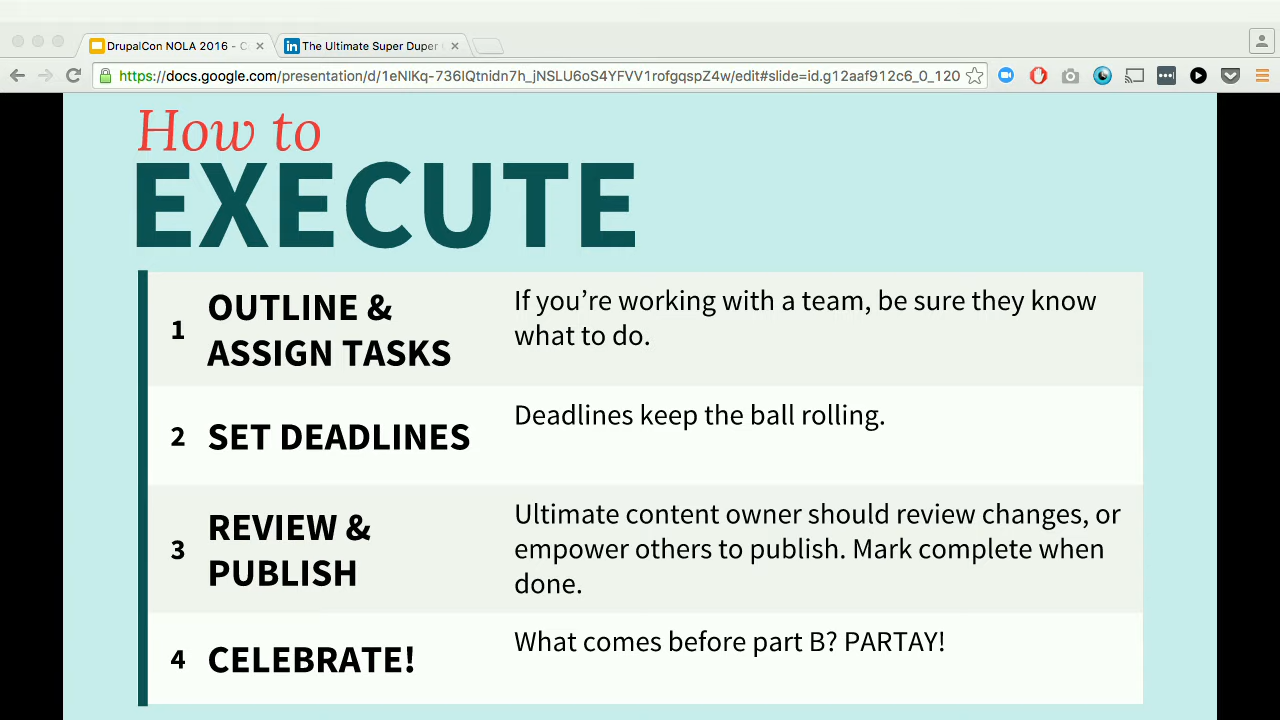 DrupalCon NOLA 2016 - C
The Ultimate Super Duper
https://docs.google.com/presentation/d/1eNlKq-736IQtnidn7h_jNSLU6oS4YFVV1rofgqspZ4w/edit#slide=id.g12aaf912c6_0_120
How to
EXECUTE
1
OUTLINE &
ASSIGN TASKS
If you’re working with a team, be sure they know
what to do.
2
SET DEADLINES
Deadlines keep the ball rolling.
3
REVIEW &
PUBLISH
Ultimate content owner should review changes, or
empower others to publish. Mark complete when
done.
4
CELEBRATE!
What comes before part B? PARTAY!